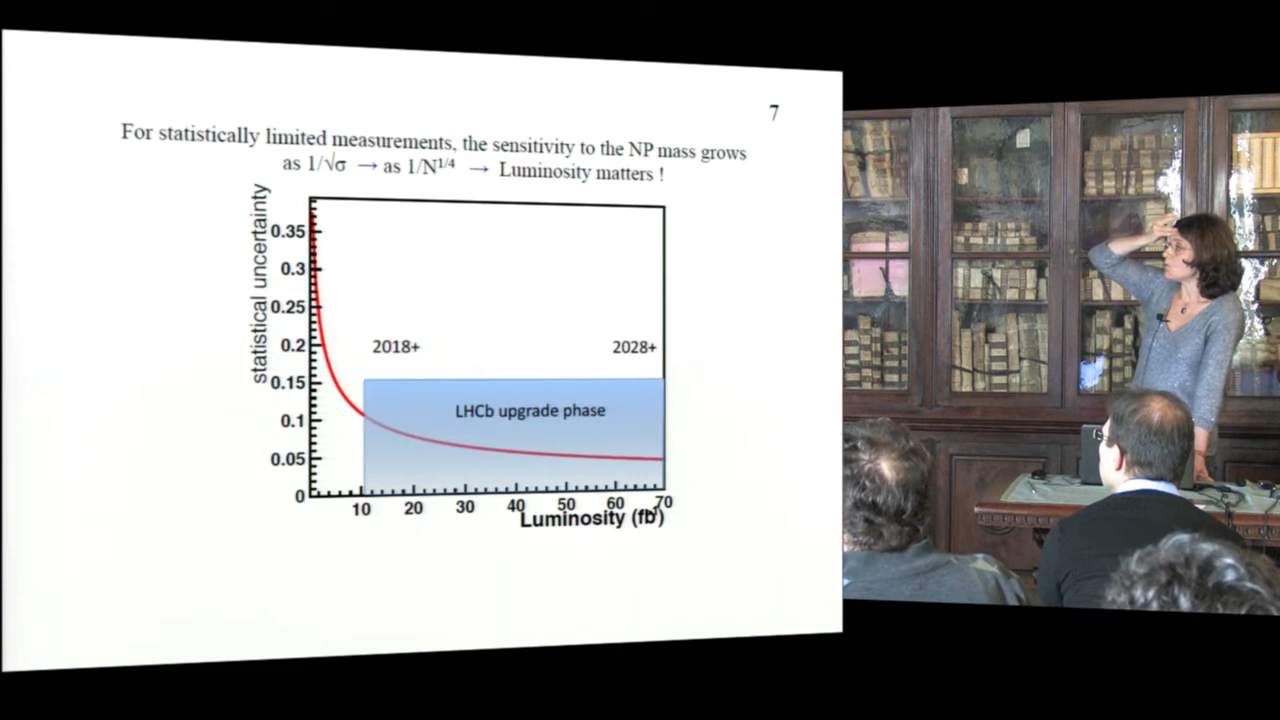 7
For statistically limited measurements, the sensitivity to the NP mass grows
as 1/√σ → as 1/N^1/4 → Luminosity matters !
statistical uncertainty
0.35
0.3
0.25
0.2
0.15
0.1
0.05
0
2018+
2028+
LHCb upgrade phase
10 20 30 40 50 60 70
Luminosity (fb)